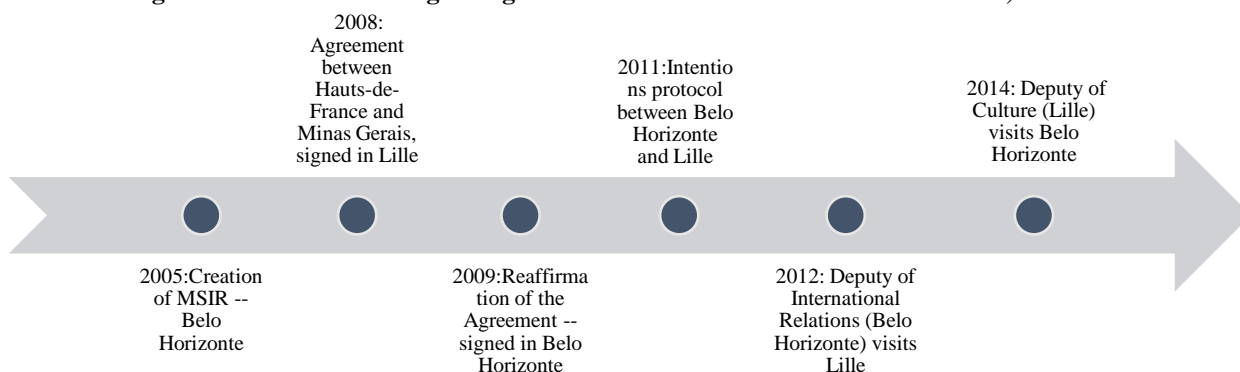 2008:
Agreement
between
Hauts-de-
France and
Minas Gerais,
signed in Lille
2011:Intentio
ns protocol
between Belo
Horizonte
and Lille
2014: Deputy of
Culture (Lille)
visits Belo
Horizonte
2005:Creation
of MSIR --
Belo
Horizonte
2009:Reaffirma
tion of the
Agreement --
signed in Belo
Horizonte
2012: Deputy of
International
Relations (Belo
Horizonte) visits
Lille